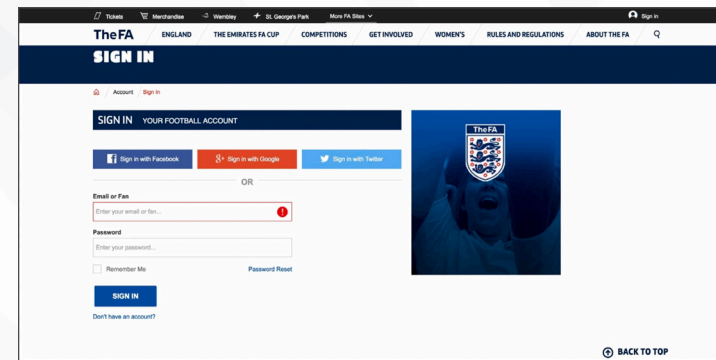 Tickets Merchandise Wembley St. George's Park More FA Sites Sign in
TheFA ENGLAND THE EMIRATES FA CUP COMPETITIONS GET INVOLVED WOMEN'S RULES AND REGULATIONS ABOUT THE FA
SIGN IN
Account Sign in
SIGN IN YOUR FOOTBALL ACCOUNT
TheFA
Sign in with Facebook Sign in with Google Sign in with Twitter
OR
Email or Fan
Enter your email or fan...
Password
Enter your password...
Remember Me Password Reset
SIGN IN
Don't have an account?
BACK TO TOP